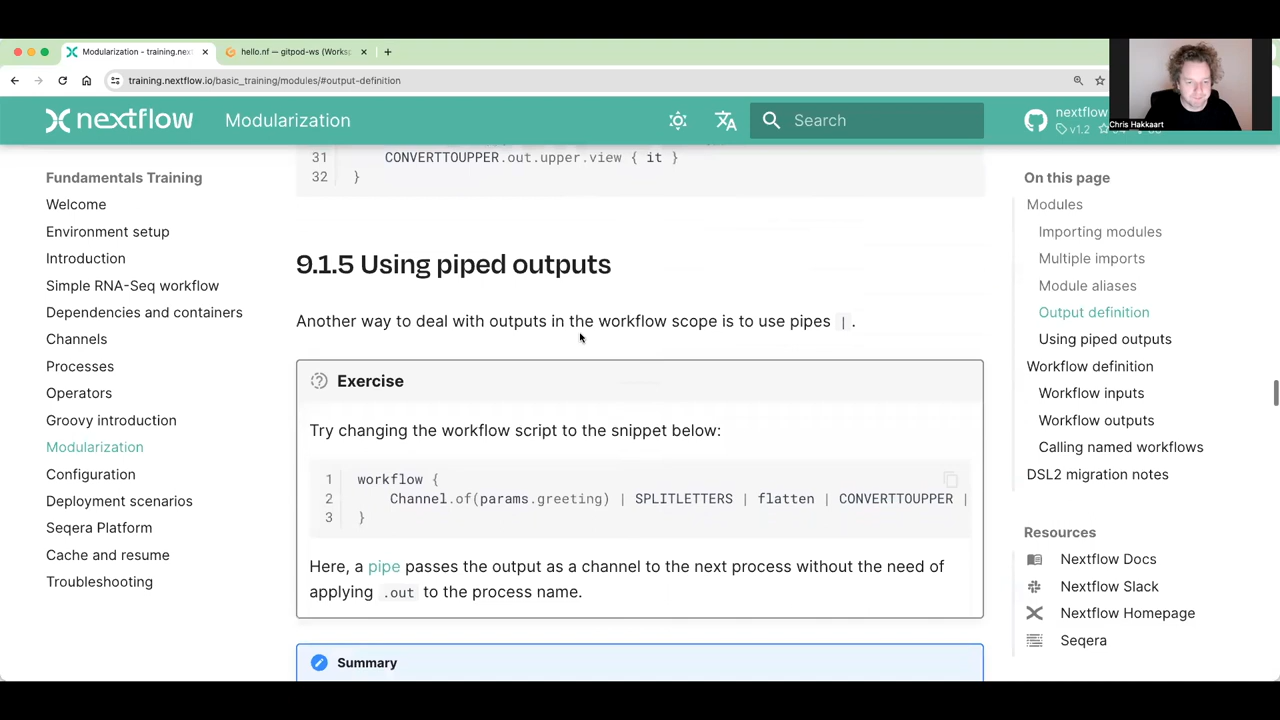 Modularization - training.nex
hello.nf — gitpod-ws (Works
training.nextflow.io/basic_training/modules/#output-definition
Chris Hakkaart
nextflow
Modularization
Search
nextflow
v1.2
31 CONVERTTOUPPER.out.upper.view { it }
32 }
Fundamentals Training
Welcome
Environment setup
Introduction
Simple RNA-Seq workflow
Dependencies and containers
Channels
Processes
Operators
Groovy introduction
Modularization
Configuration
Deployment scenarios
Seqera Platform
Cache and resume
Troubleshooting
9.1.5 Using piped outputs
Another way to deal with outputs in the workflow scope is to use pipes | .
Exercise
Try changing the workflow script to the snippet below:
1 workflow {
2 Channel.of(params.greeting) | SPLITLETTERS | flatten | CONVERTTOUPPER |
3 }
Here, a pipe passes the output as a channel to the next process without the need of
applying .out to the process name.
Summary
On this page
Modules
Importing modules
Multiple imports
Module aliases
Output definition
Using piped outputs
Workflow definition
Workflow inputs
Workflow outputs
Calling named workflows
DSL2 migration notes
Resources
Nextflow Docs
Nextflow Slack
Nextflow Homepage
Seqera